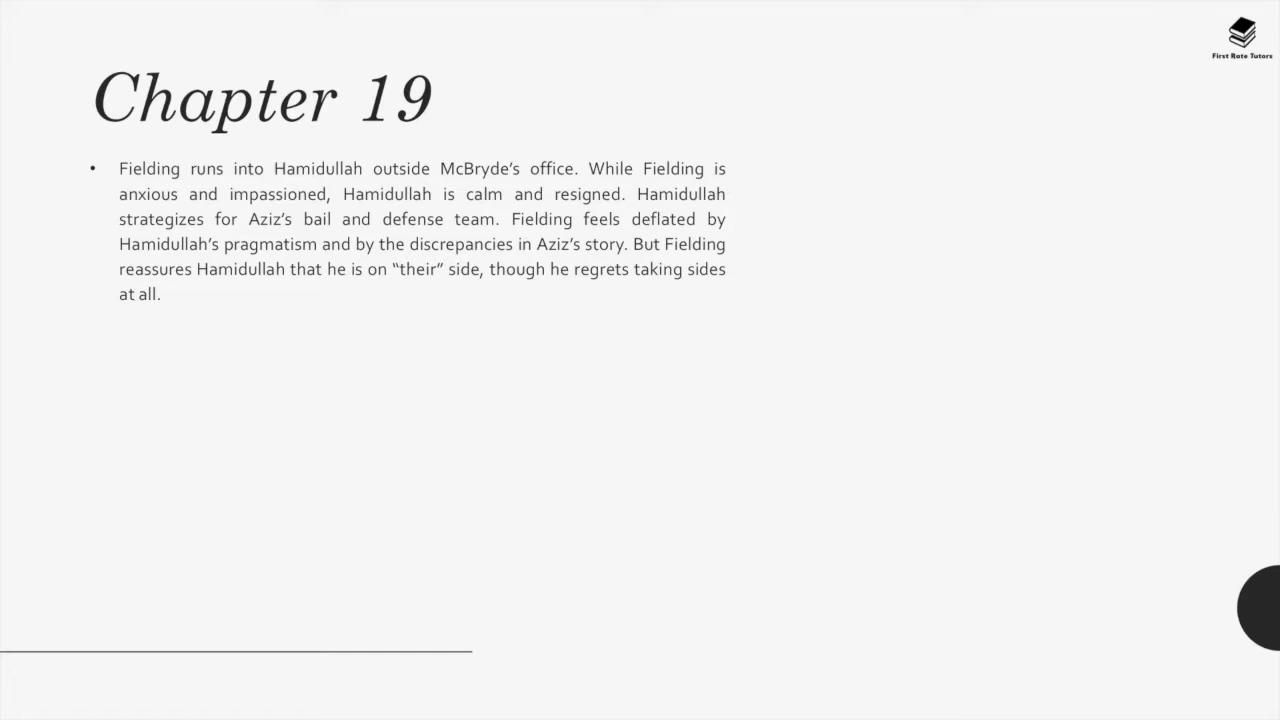 First Rate Tutors
Chapter 19
• Fielding runs into Hamidullah outside McBryde’s office. While Fielding is
anxious and impassioned, Hamidullah is calm and resigned. Hamidullah
strategizes for Aziz’s bail and defense team. Fielding feels deflated by
Hamidullah’s pragmatism and by the discrepancies in Aziz’s story. But Fielding
reassures Hamidullah that he is on “their” side, though he regrets taking sides
at all.